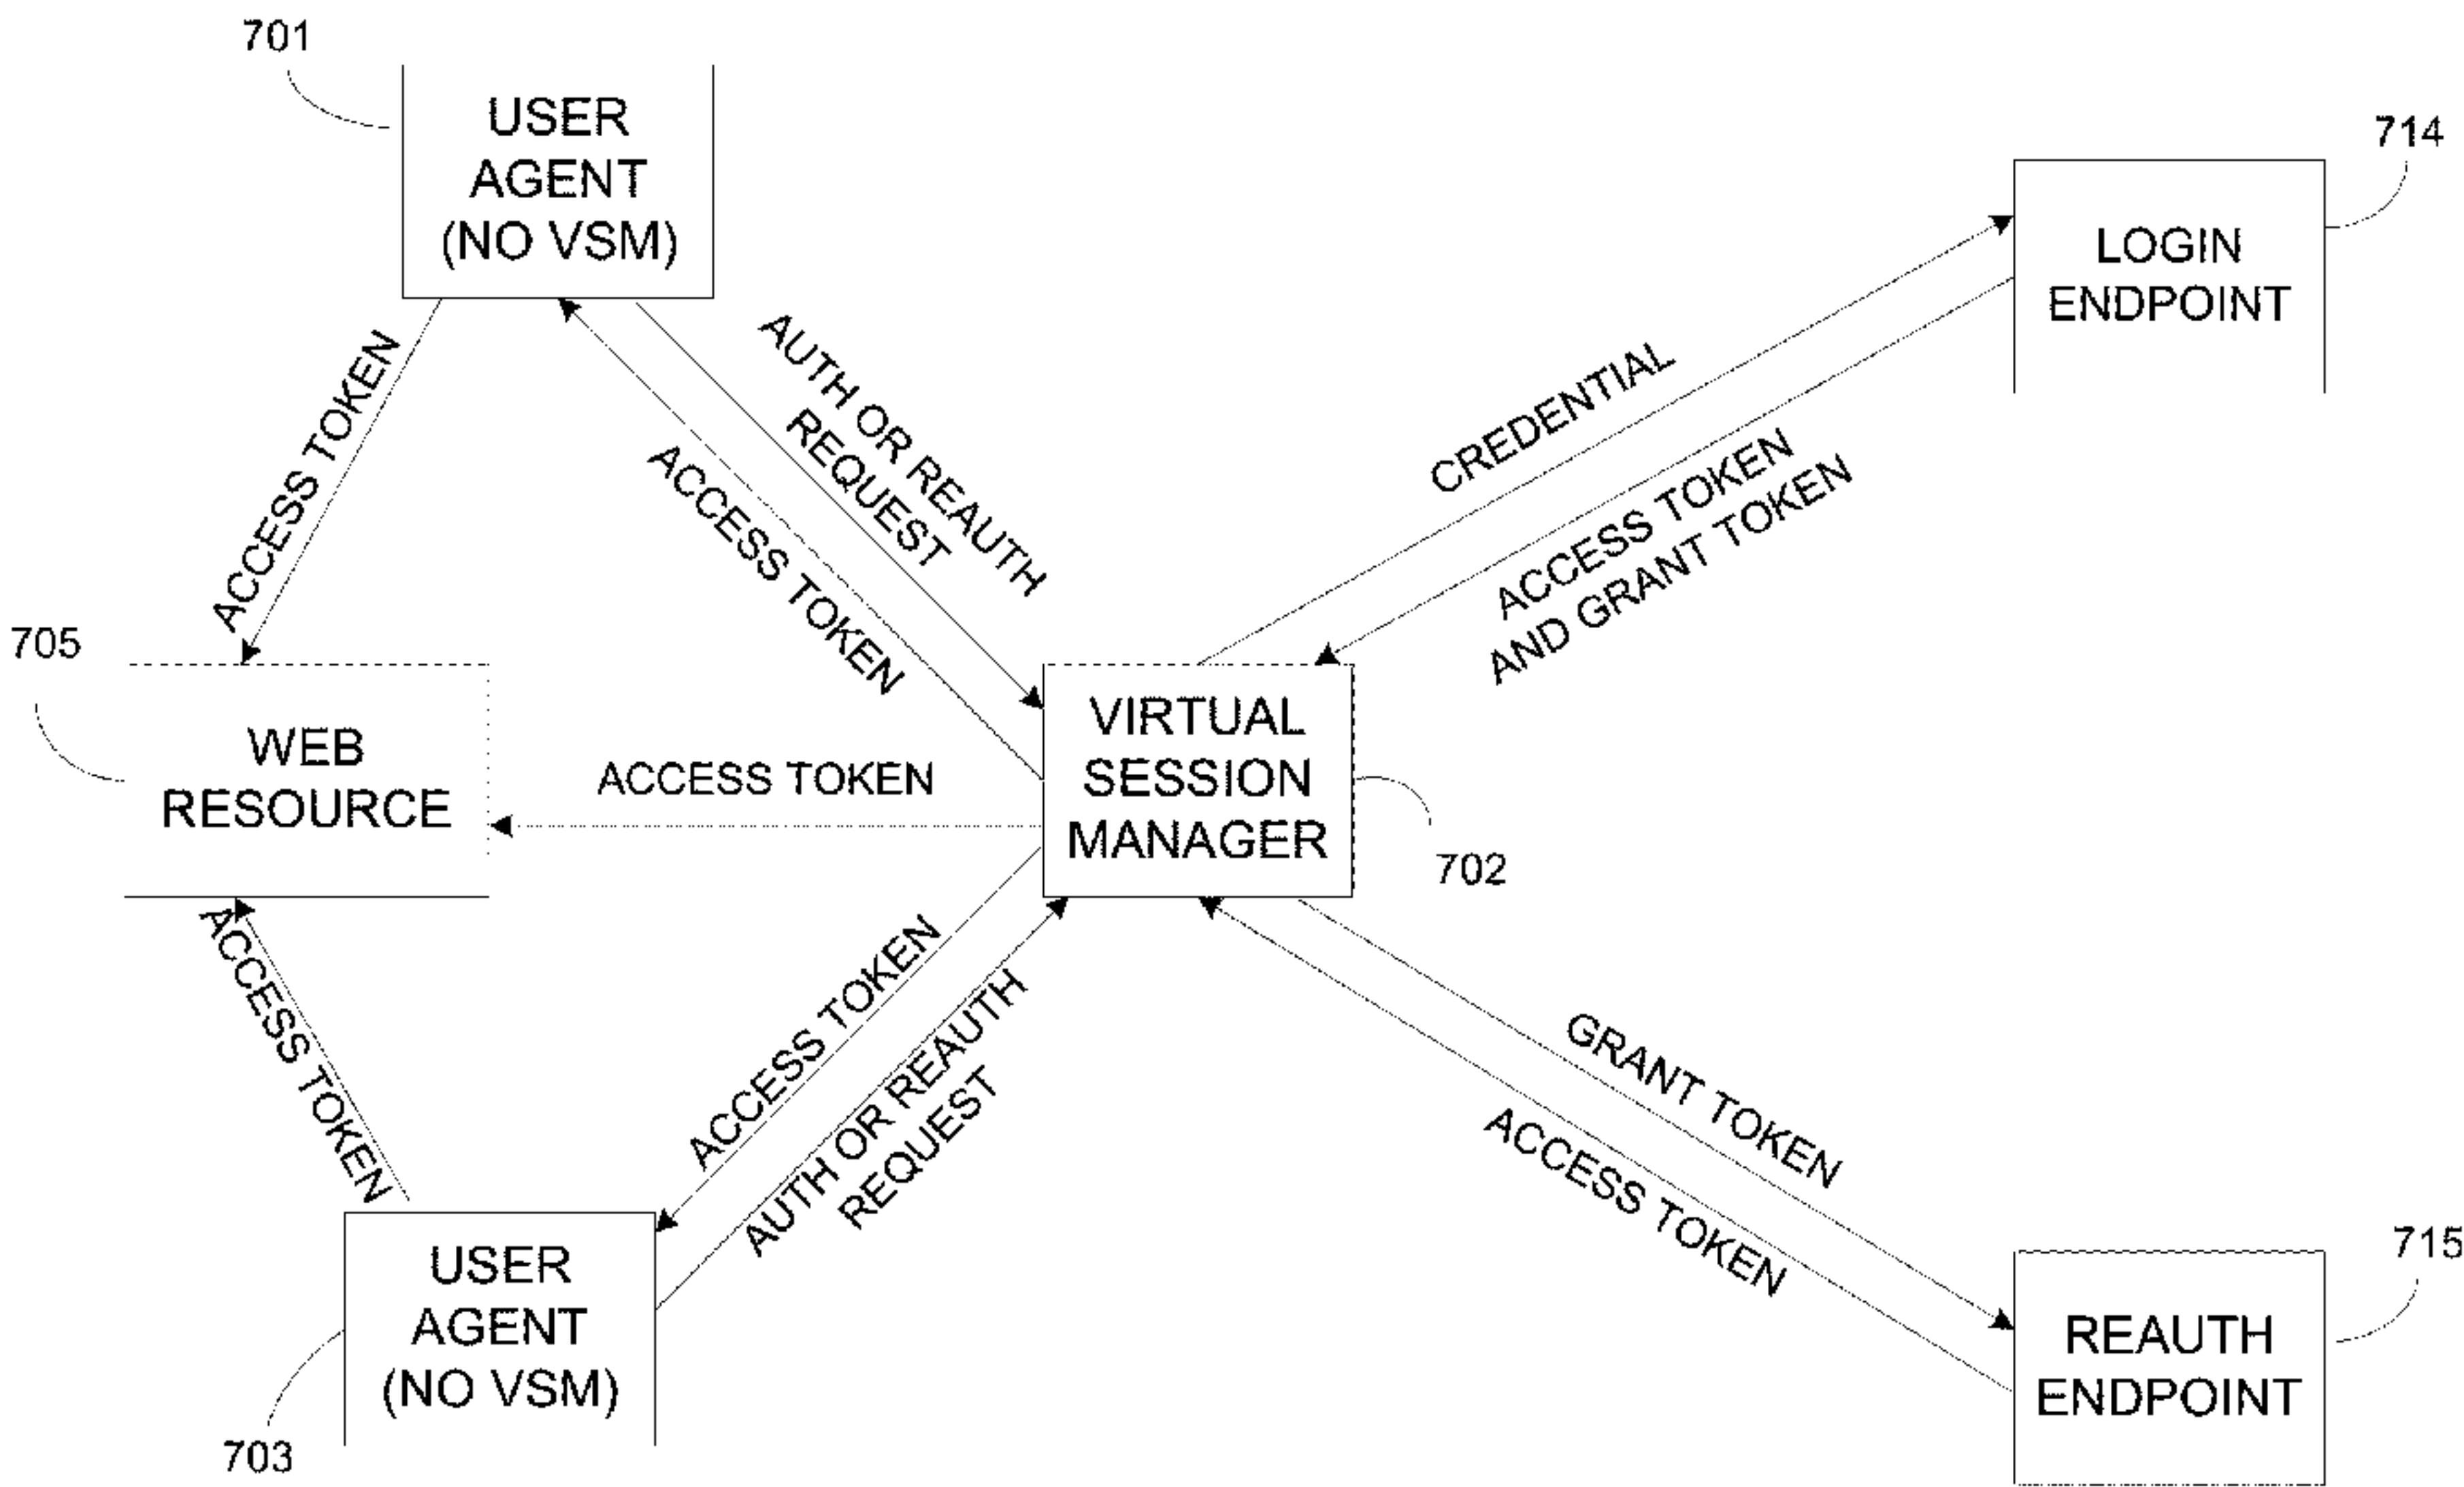 701
USER
AGENT
(NO VSM)
714
LOGIN
ENDPOINT
ACCESS TOKEN
AUTH OR REAUTH
REQUEST
ACCESS TOKEN
CREDENTIAL
ACCESS TOKEN
AND GRANT TOKEN
705
WEB
RESOURCE
ACCESS TOKEN
VIRTUAL
SESSION
MANAGER
702
ACCESS TOKEN
ACCESS TOKEN
AUTH OR REAUTH
REQUEST
GRANT TOKEN
ACCESS TOKEN
USER
AGENT
(NO VSM)
703
715
REAUTH
ENDPOINT